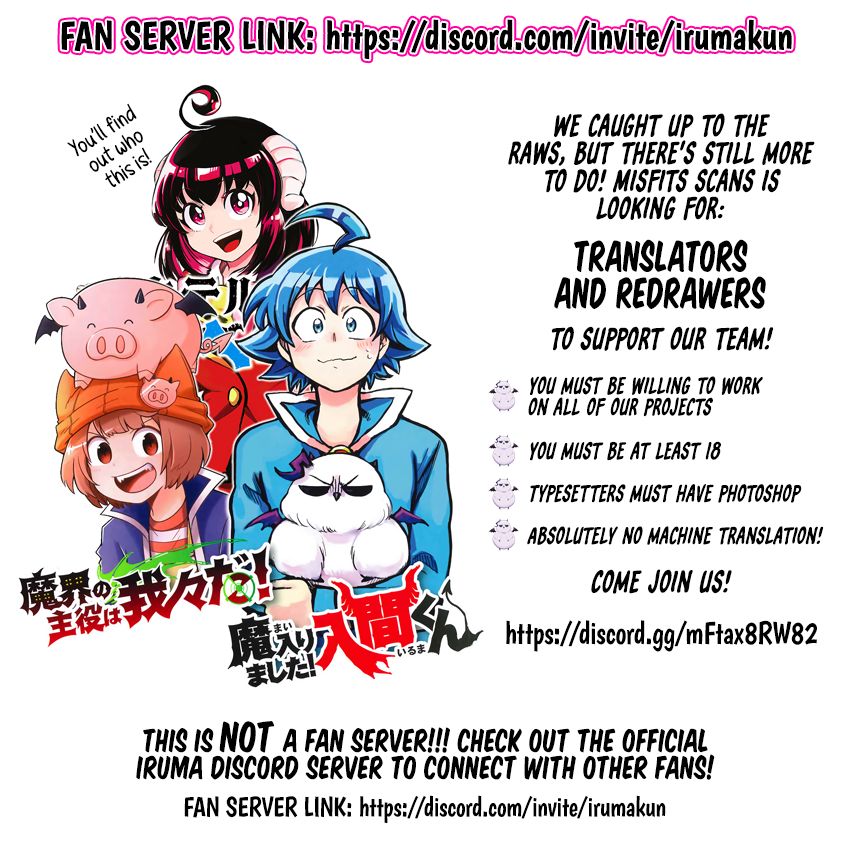 FAN SERVER LINK: https://discord.com/invite/irumakun
You'll find
out who
this is!
WE CAUGHT UP TO THE
RAWS, BUT THERE'S STILL MORE
TO DO! MISFITS SCANS IS
LOOKING FOR:
TRANSLATORS
AND REDRAWERS
TO SUPPORT OUR TEAM!
YOU MUST BE WILLING TO WORK
ON ALL OF OUR PROJECTS
YOU MUST BE AT LEAST 18
TYPESETTERS MUST HAVE PHOTOSHOP
ABSOLUTELY NO MACHINE TRANSLATION!
COME JOIN US!
https://discord.gg/mFtax8RW82
魔界の
主役は我々だ!
魔入り
まい
ました!
入間くん
いるま
THIS IS NOT A FAN SERVER!!! CHECK OUT THE OFFICIAL
IRUMA DISCORD SERVER TO CONNECT WITH OTHER FANS!
FAN SERVER LINK: https://discord.com/invite/irumakun